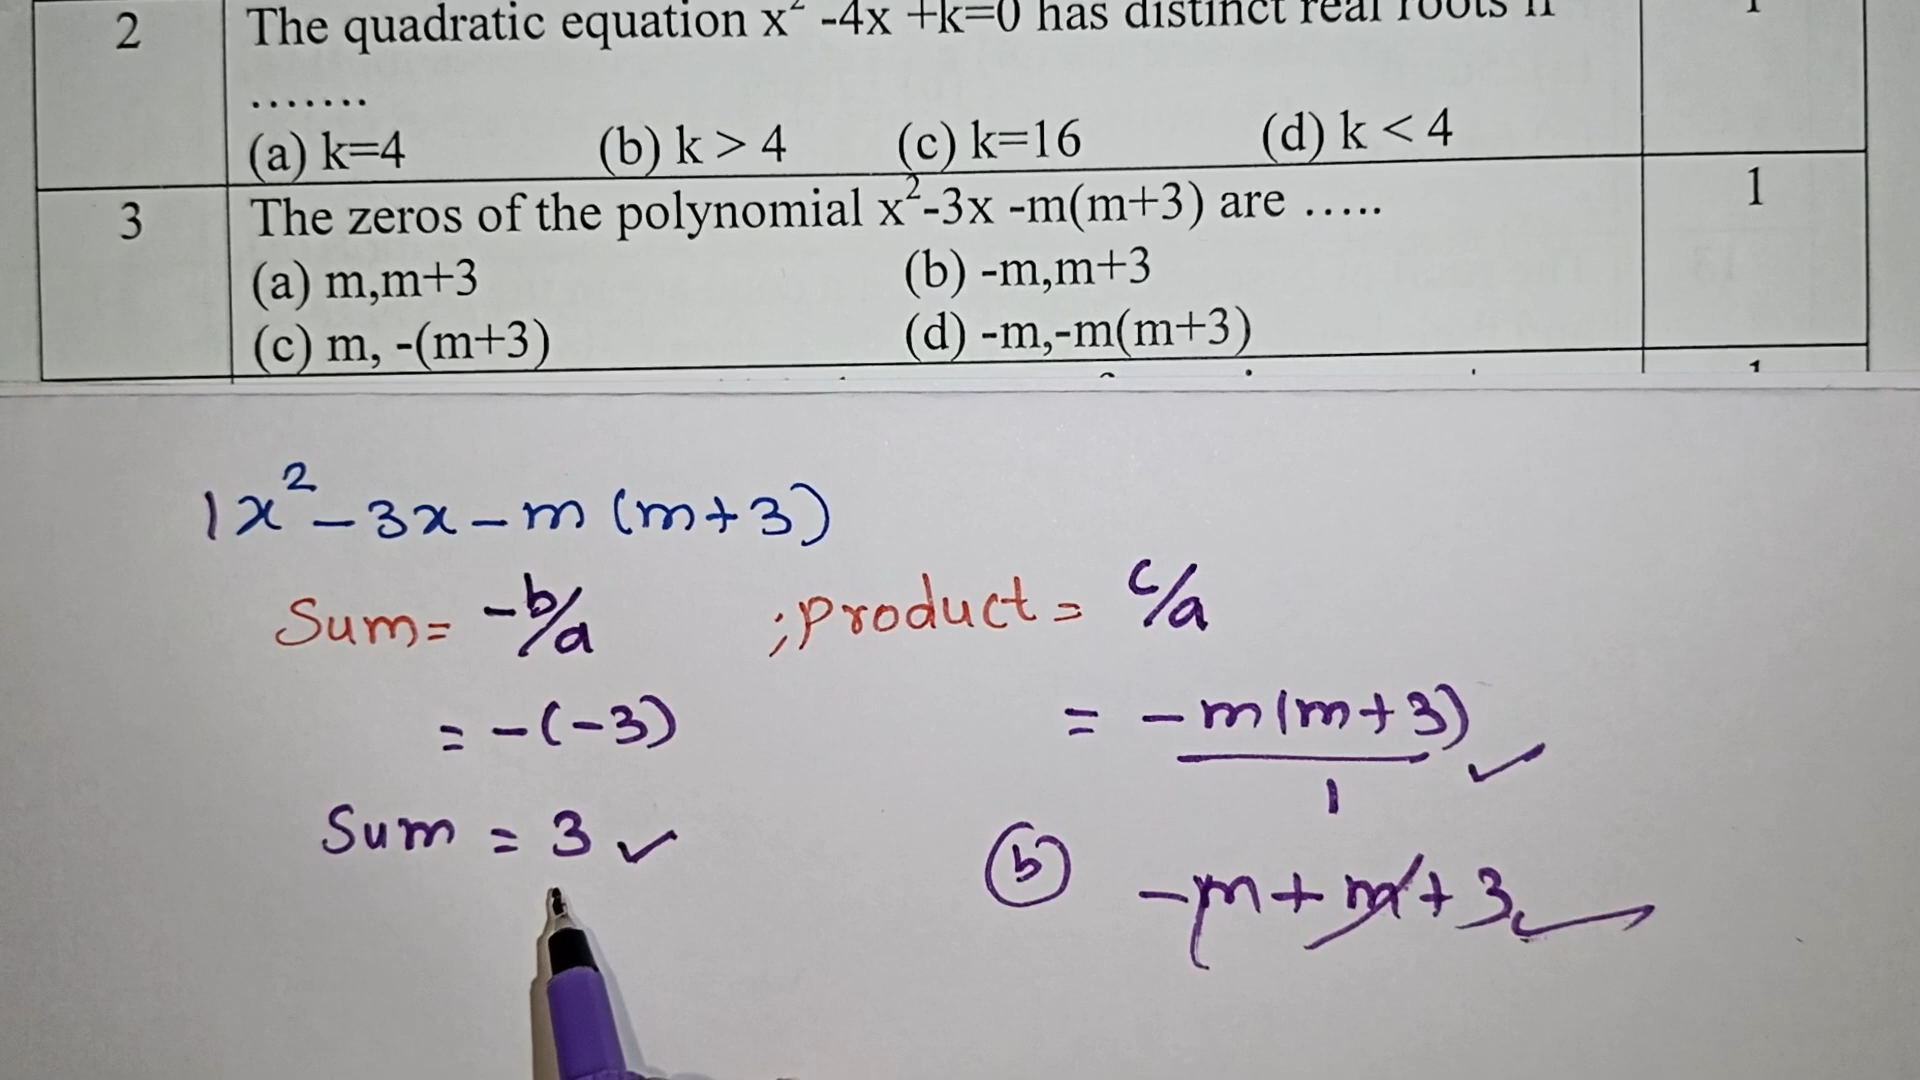 2 The quadratic equation x² -4x +k=0 has distinct real roots if 1
.......
(a) k=4 (b) k > 4 (c) k=16 (d) k < 4
3 The zeros of the polynomial x²-3x -m(m+3) are ..... 1
(a) m,m+3 (b) -m,m+3
(c) m, -(m+3) (d) -m,-m(m+3)
1
1x² - 3x - m (m+3)
Sum = -b/a ; product = c/a
= -(-3) = -m(m+3)/1 ✓
Sum = 3 ✓ (b) -m + m + 3 ✓